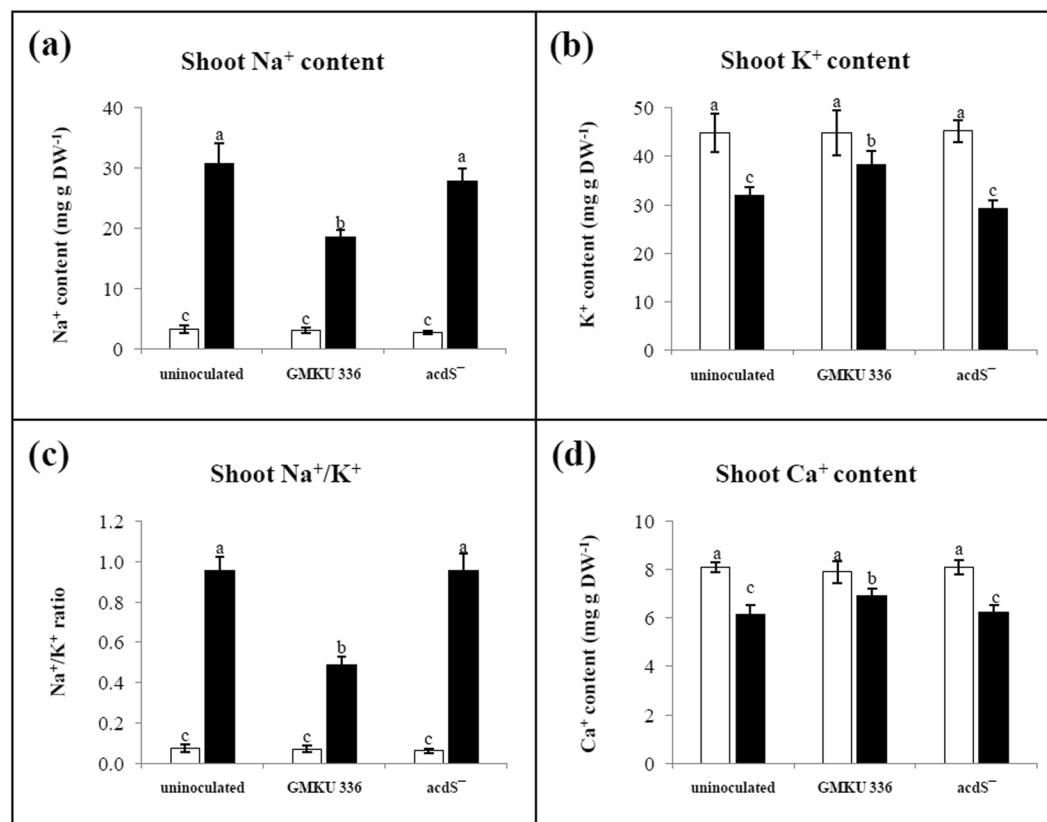 (a)
Shoot Na⁺ content
Na⁺ content (mg g DW⁻¹)
40
30
20
10
0
a
a
b
c
c
c
uninoculated GMKU 336 acdS⁻
(b)
Shoot K⁺ content
K⁺ content (mg g DW⁻¹)
50
40
30
20
10
0
a
a
a
b
c
c
uninoculated GMKU 336 acdS⁻
(c)
Shoot Na⁺/K⁺
Na⁺/K⁺ ratio
1.2
1.0
0.8
0.6
0.4
0.2
0.0
a
a
b
c
c
c
uninoculated GMKU 336 acdS⁻
(d)
Shoot Ca⁺ content
Ca⁺ content (mg g DW⁻¹)
10
8
6
4
2
0
a
a
a
b
c
c
uninoculated GMKU 336 acdS⁻